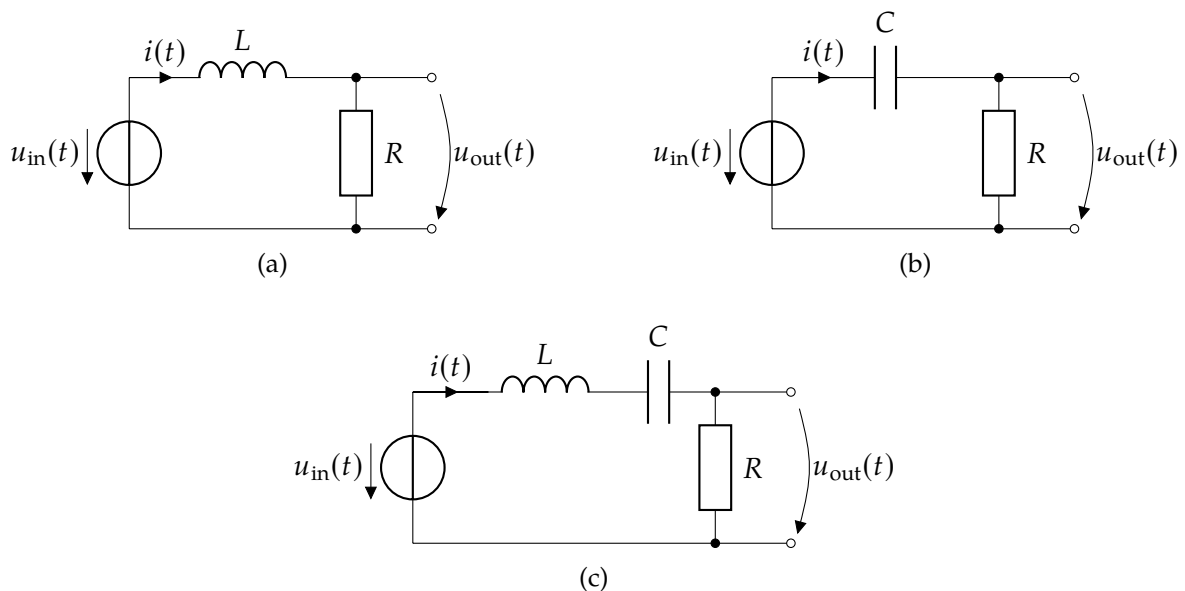 L C
i(t) i(t)
u_in(t) R u_out(t) u_in(t) R u_out(t)
(a) (b)
L C
i(t)
u_in(t) R u_out(t)
(c)